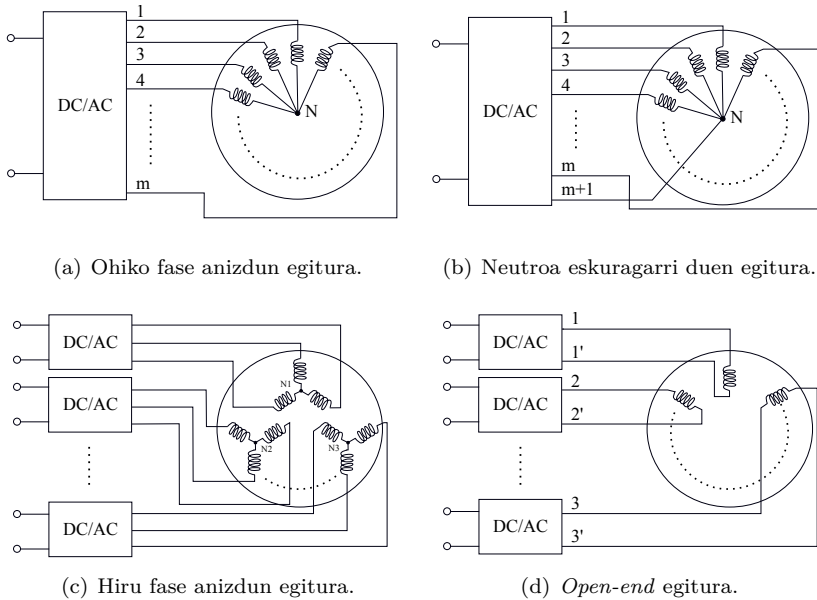 1
2
3
4
DC/AC
N
m
(a) Ohiko fase anizdun egitura.
1
2
3
4
DC/AC
N
m
m+1
(b) Neutroa eskuragarri duen egitura.
DC/AC
DC/AC
DC/AC
N1
N2
N3
(c) Hiru fase anizdun egitura.
DC/AC
1
1'
DC/AC
2
2'
DC/AC
3
3'
(d) Open-end egitura.